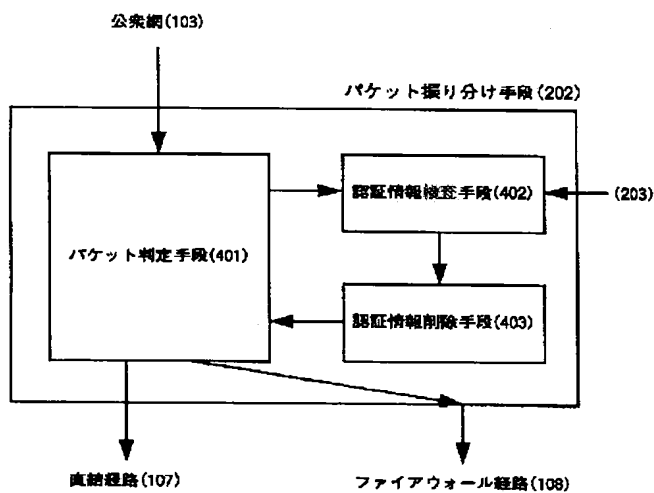 公衆網(103)
パケット振り分け手段(202)
認証情報検査手段(402)
(203)
パケット判定手段(401)
認証情報削除手段(403)
直結経路(107)
ファイアウォール経路(108)